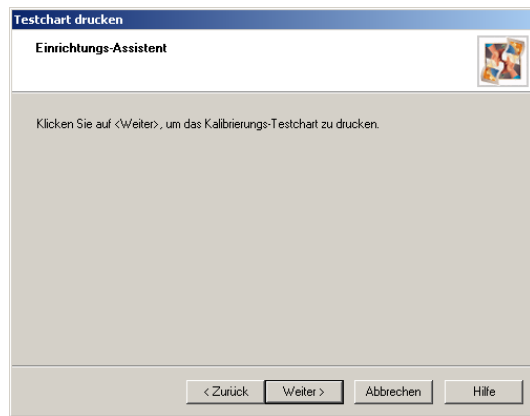 Testchart drucken
Einrichtungs-Assistent
Klicken Sie auf <Weiter>, um das Kalibrierungs-Testchart zu drucken.
< Zurück
Weiter >
Abbrechen
Hilfe